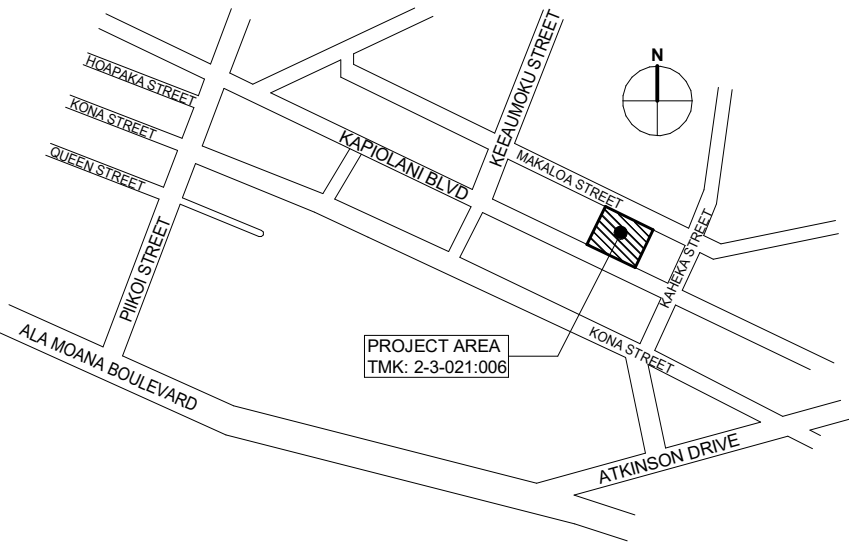 N
HOAPAKA STREET
KONA STREET
QUEEN STREET
PIIKOI STREET
KAPIOLANI BLVD
KEEAUMOKU STREET
MAKALOA STREET
KAHEKA STREET
KONA STREET
PROJECT AREA
TMK: 2-3-021:006
ALA MOANA BOULEVARD
ATKINSON DRIVE